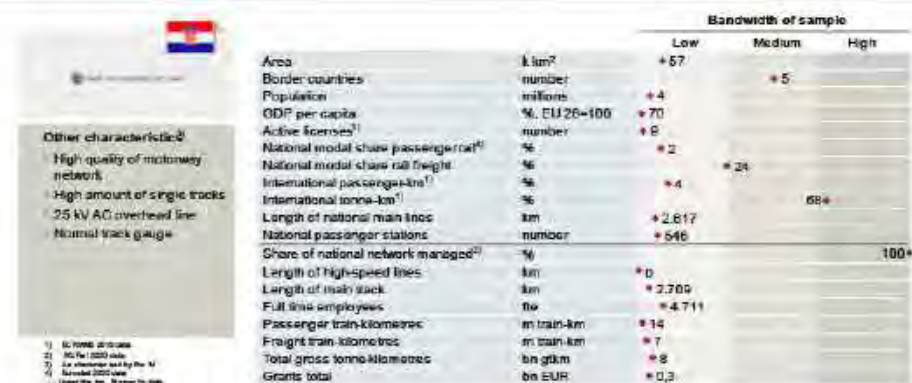 Bandwidth of sample
Low Medium High
Area k km² 57
Border countries number 5
Population millions 4
GDP per capita %, EU 26=100 70
Active licenses number 9
National modal share passenger rail %  2
National modal share rail freight % 24
International passenger-km % 4
International tonne-km % 68
Length of national main lines km 2.617
National passenger stations number 546
Share of national network managed % 100
Length of high-speed lines km 0
Length of main track km 2.709
Full time employees fte 4.711
Passenger train-kilometres m train-km 14
Freight train-kilometres m train-km 7
Total gross tonne-kilometres bn gtkm 8
Grants total bn EUR 0,3
Other characteristics
High quality of motorway
network
High amount of single tracks
25 kV AC overhead line
Normal track gauge
1)
2)
3)
4)